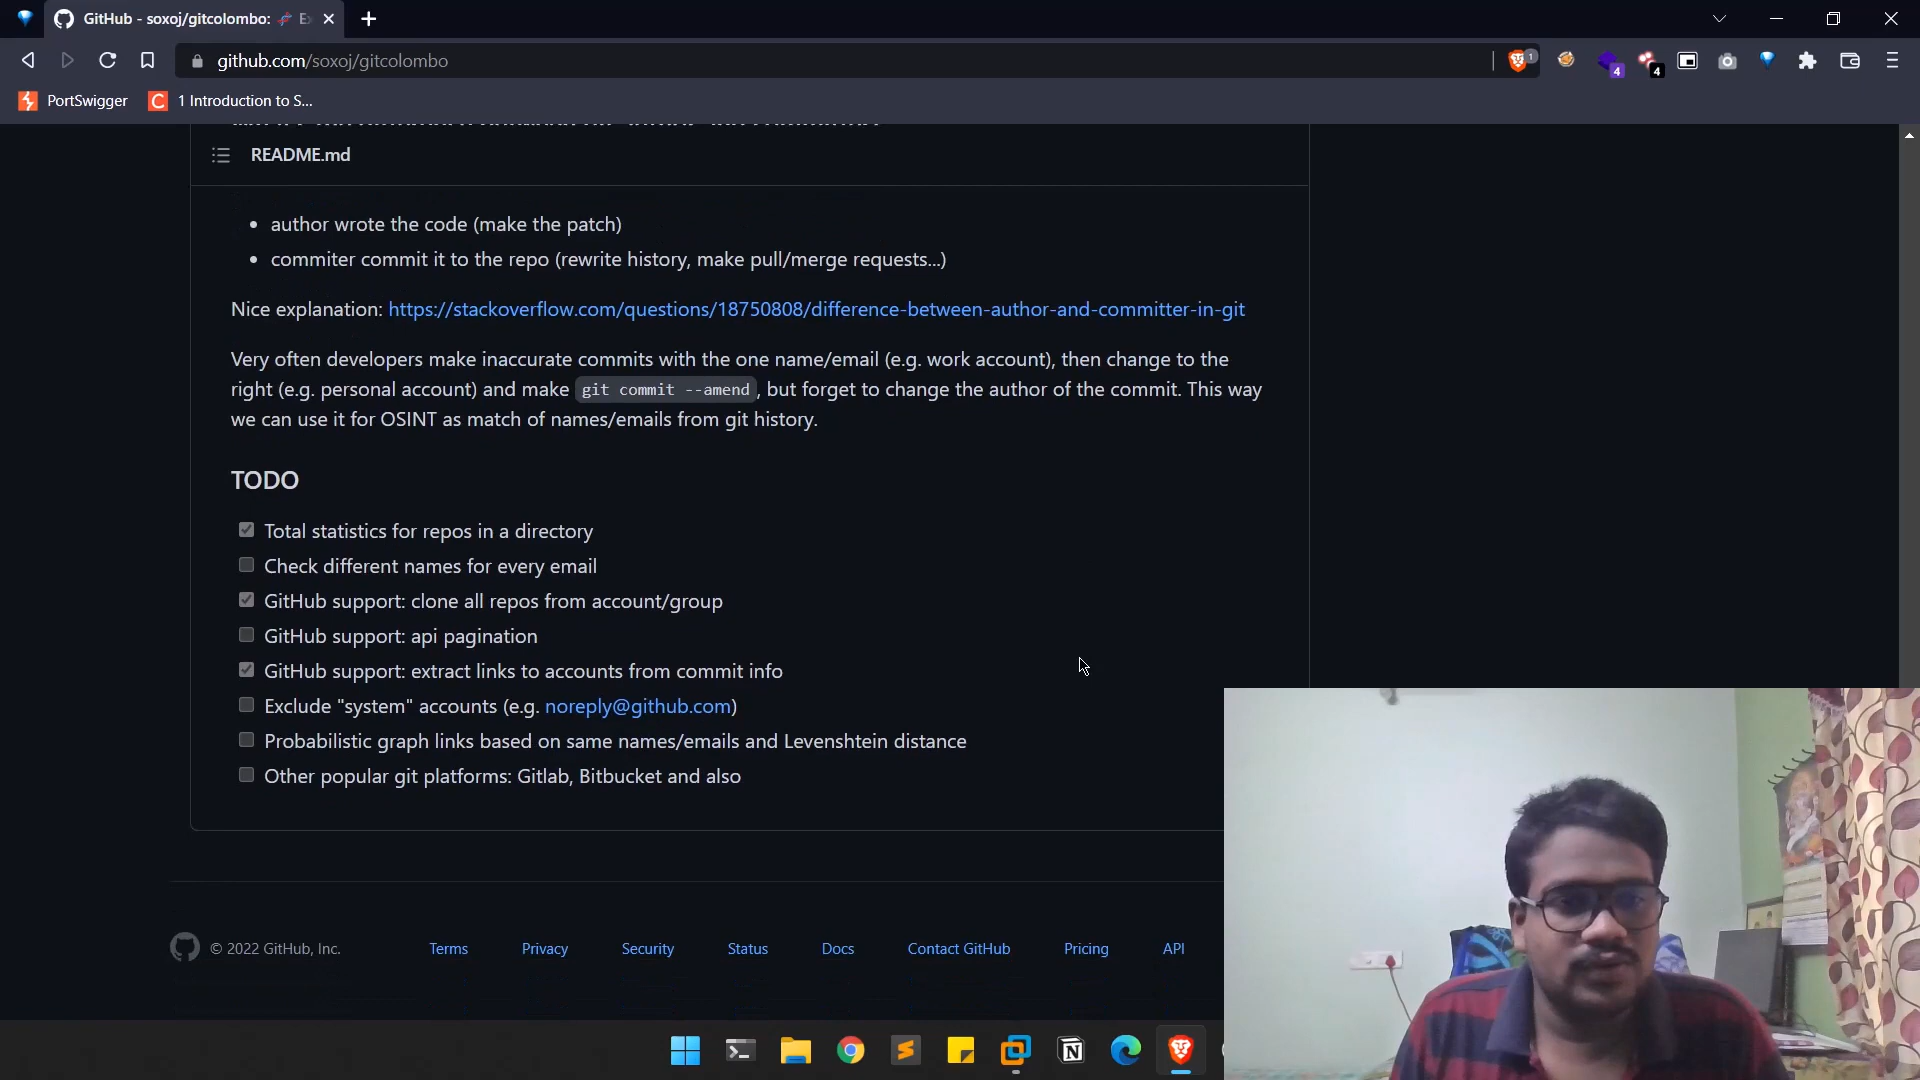 GitHub - soxoj/gitcolombo:
github.com/soxoj/gitcolombo
1
4
4
PortSwigger
1 Introduction to S...
README.md
author wrote the code (make the patch)
commiter commit it to the repo (rewrite history, make pull/merge requests...)
Nice explanation: https://stackoverflow.com/questions/18750808/difference-between-author-and-committer-in-git
Very often developers make inaccurate commits with the one name/email (e.g. work account), then change to the
right (e.g. personal account) and make git commit --amend, but forget to change the author of the commit. This way
we can use it for OSINT as match of names/emails from git history.
TODO
Total statistics for repos in a directory
Check different names for every email
GitHub support: clone all repos from account/group
GitHub support: api pagination
GitHub support: extract links to accounts from commit info
Exclude "system" accounts (e.g. noreply@github.com)
Probabilistic graph links based on same names/emails and Levenshtein distance
Other popular git platforms: Gitlab, Bitbucket and also
© 2022 GitHub, Inc.
Terms
Privacy
Security
Status
Docs
Contact GitHub
Pricing
API